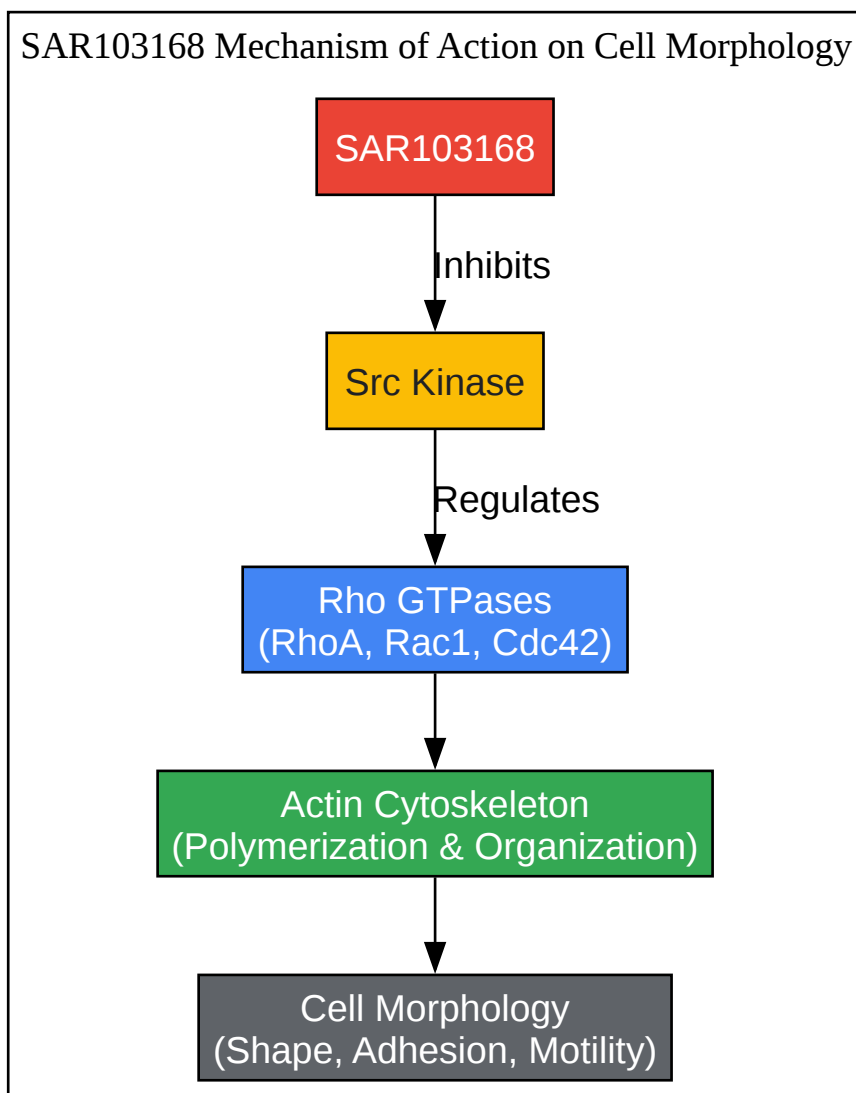 SAR103168 Mechanism of Action on Cell Morphology
SAR103168
Inhibits
Src Kinase
Regulates
Rho GTPases
(RhoA, Rac1, Cdc42)
Actin Cytoskeleton
(Polymerization & Organization)
Cell Morphology
(Shape, Adhesion, Motility)